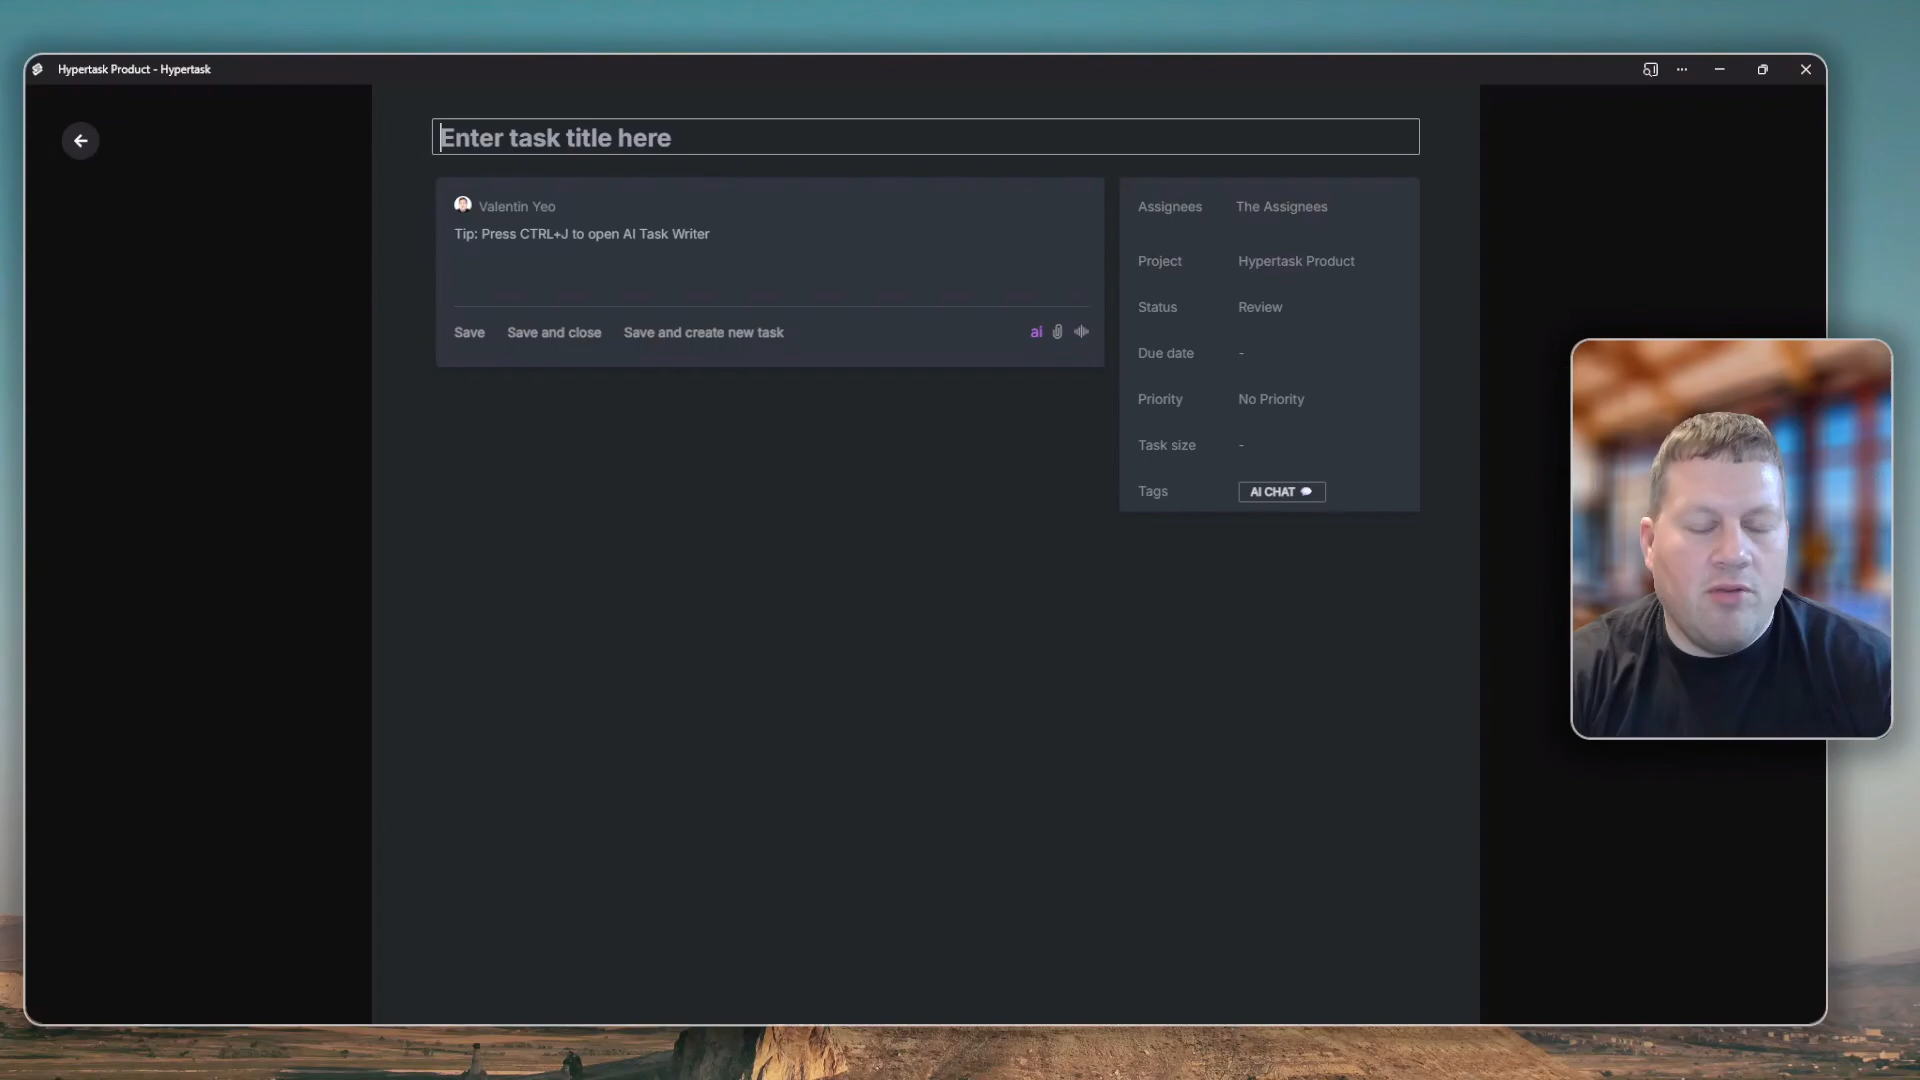 Hypertask Product - Hypertask
Enter task title here
Valentin Yeo
Tip: Press CTRL+J to open AI Task Writer
Save Save and close Save and create new task ai
Assignees The Assignees
Project Hypertask Product
Status Review
Due date -
Priority No Priority
Task size -
Tags AI CHAT